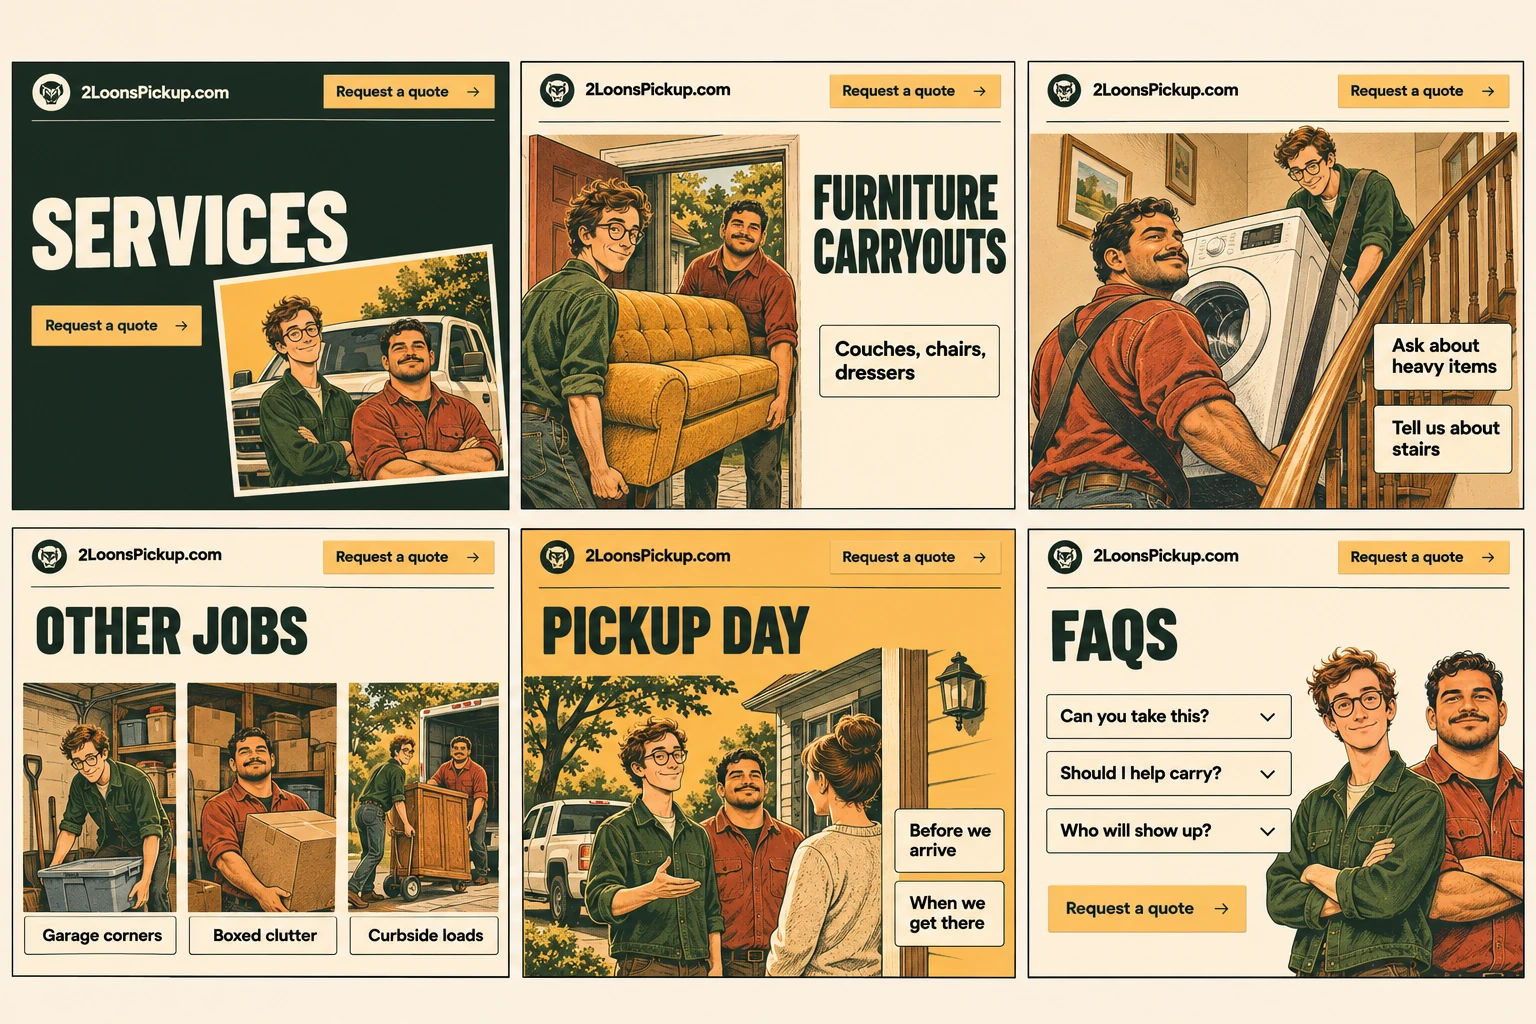 2LoonsPickup.com
Request a quote →
SERVICES
Request a quote →
2LoonsPickup.com
Request a quote →
FURNITURE
CARRYOUTS
Couches, chairs,
dressers
2LoonsPickup.com
Request a quote →
Ask about
heavy items
Tell us about
stairs
2LoonsPickup.com
Request a quote →
OTHER JOBS
Garage corners
Boxed clutter
Curbside loads
2LoonsPickup.com
Request a quote →
PICKUP DAY
Before we
arrive
When we
get there
2LoonsPickup.com
Request a quote →
FAQS
Can you take this?
Should I help carry?
Who will show up?
Request a quote →